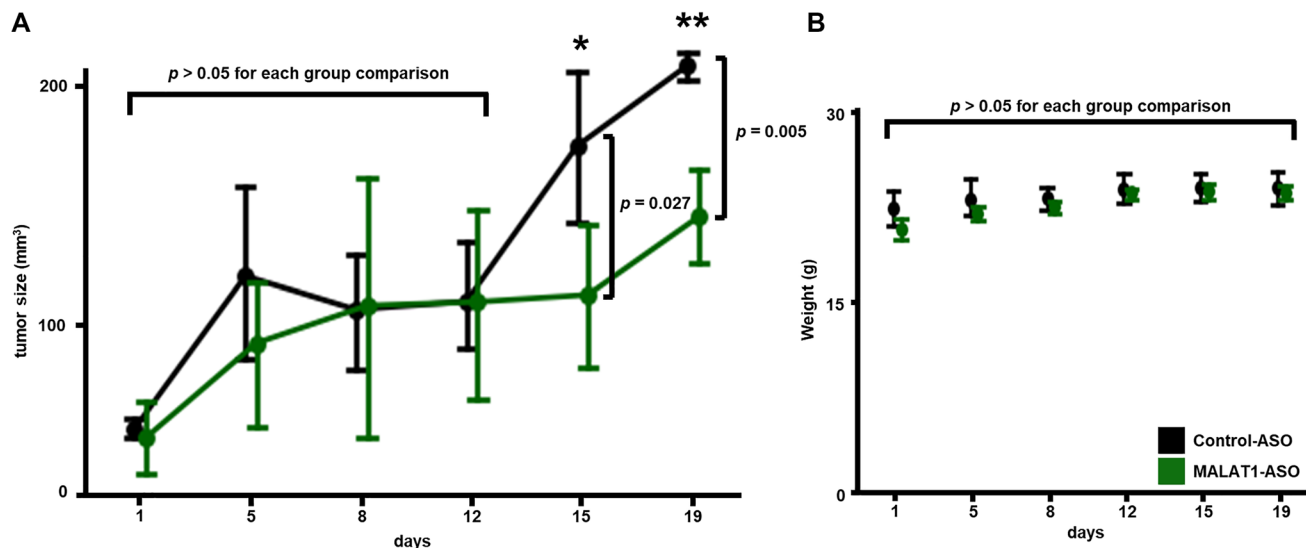 A
B
*
**
p > 0.05 for each group comparison
200
p = 0.005
p = 0.027
tumor size (mm³)
100
0
1 5 8 12 15 19
days
p > 0.05 for each group comparison
30
Weight (g)
15
Control-ASO
MALAT1-ASO
0
1 5 8 12 15 19
days